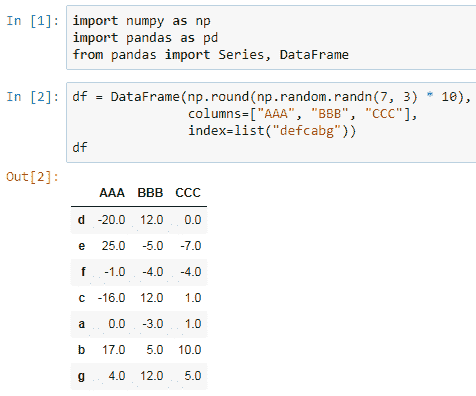 In [1]: import numpy as np
import pandas as pd
from pandas import Series, DataFrame
In [2]: df = DataFrame(np.round(np.random.randn(7, 3) * 10),
columns=["AAA", "BBB", "CCC"],
index=list("defcabg"))
df
Out[2]:
AAA BBB CCC
d -20.0 12.0 0.0
e 25.0 -5.0 -7.0
f -1.0 -4.0 -4.0
c -16.0 12.0 1.0
a 0.0 -3.0 1.0
b 17.0 5.0 10.0
g 4.0 12.0 5.0